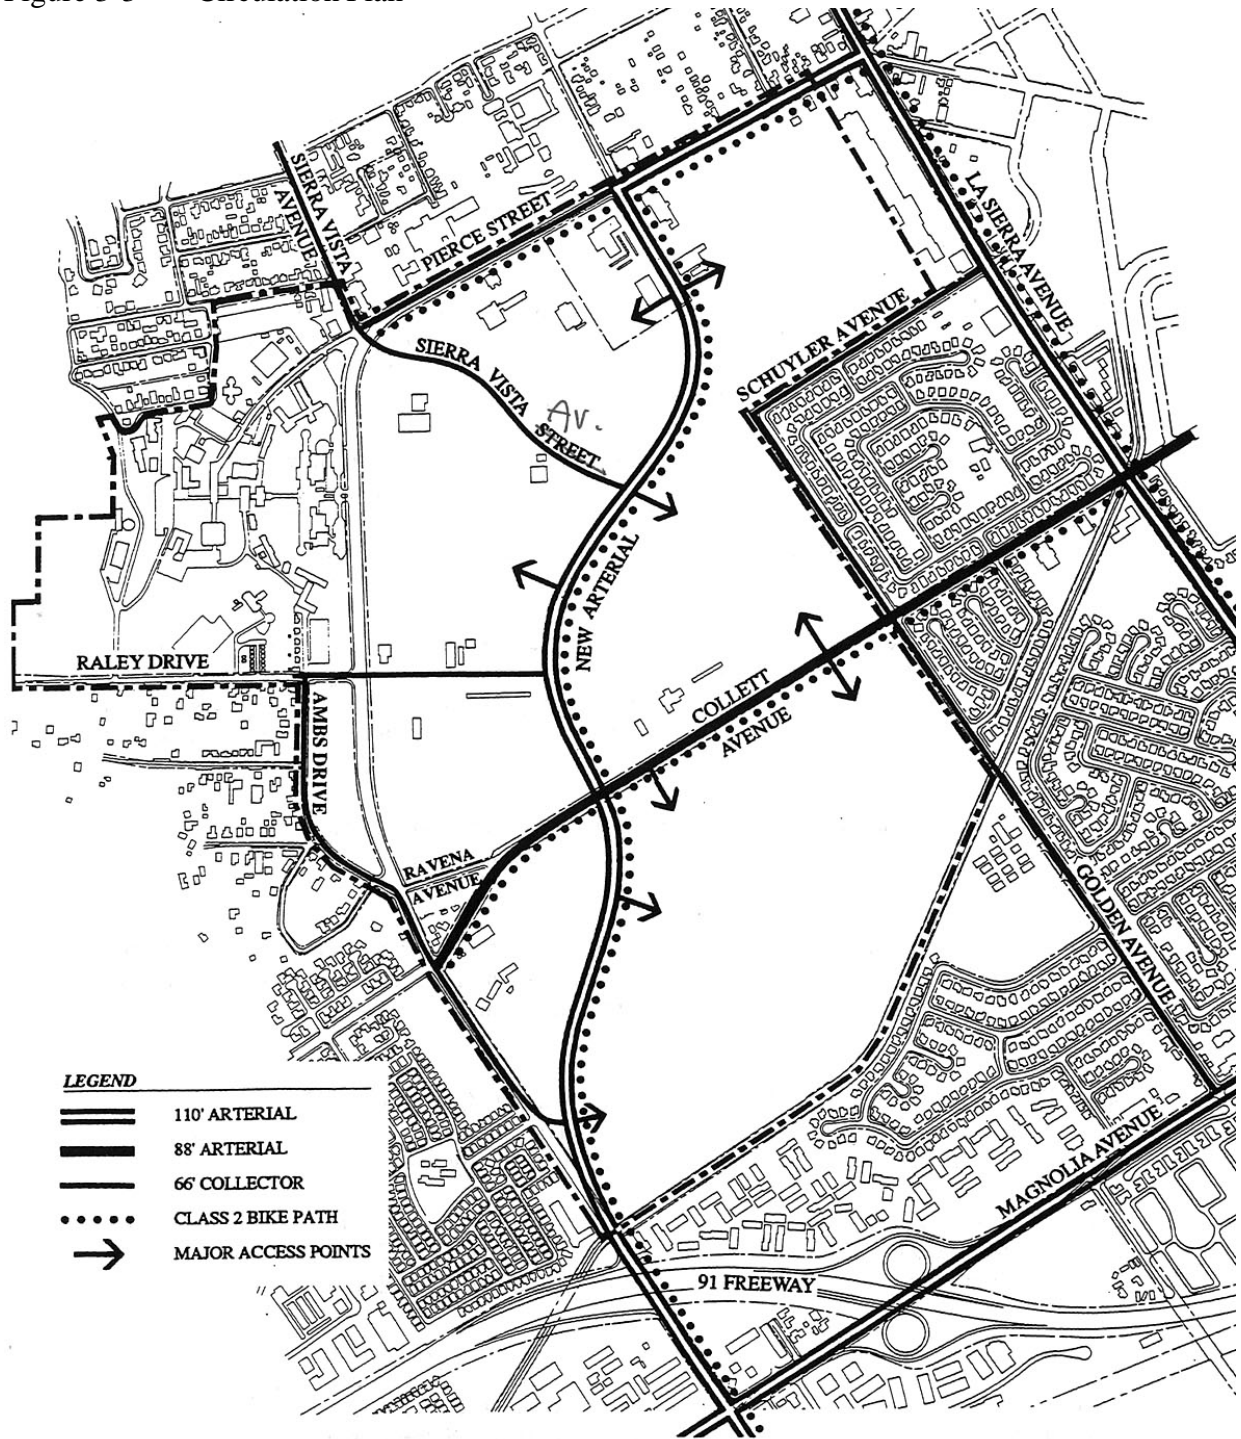 Figure 3-3 Circulation Plan
SIERRA VISTA
AVENUE
PIERCE STREET
LA SIERRA AVENUE
SCHUYLER AVENUE
SIERRA VISTA STREET
Av.
NEW ARTERIAL
RALEY DRIVE
AMBS DRIVE
COLLETT
AVENUE
RAVENA
AVENUE
GOLDEN AVENUE
MAGNOLIA AVENUE
91 FREEWAY
LEGEND
110' ARTERIAL
88' ARTERIAL
66' COLLECTOR
CLASS 2 BIKE PATH
MAJOR ACCESS POINTS